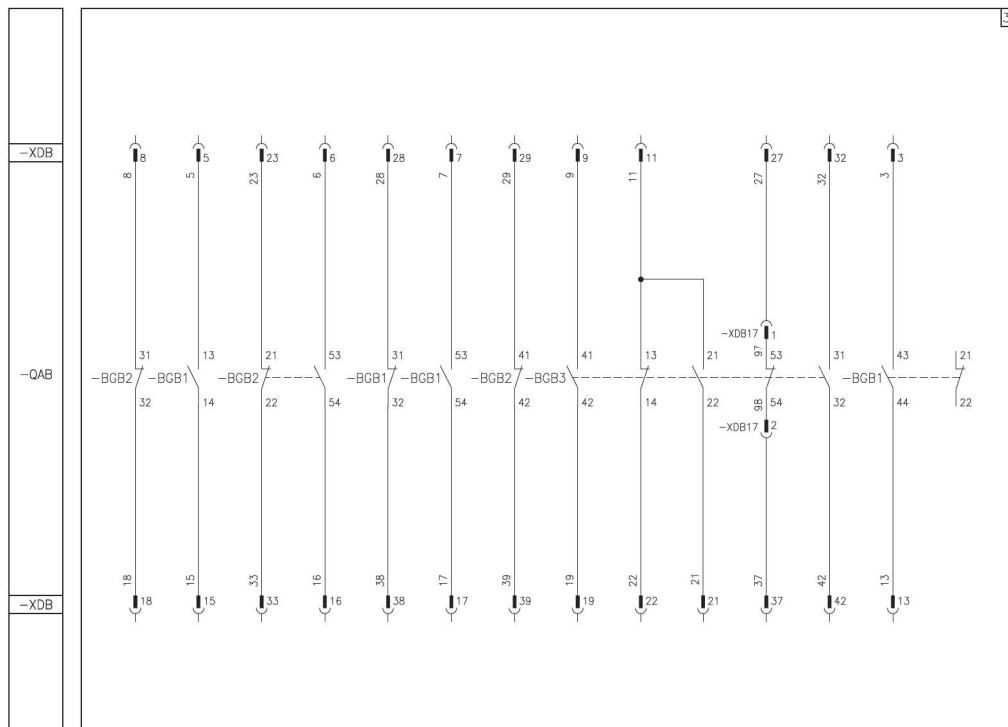 3
-XDB 8 5 23 6 28 7 29 9 11 27 32 3
8 5 23 6 28 7 29 9 11 27 32 3
-XDB17 1
97
31 13 21 53 31 53 41 41 13 21 53 31 43 21
-QAB -BGB2 -BGB1 -BGB2 -BGB1 -BGB1 -BGB2 -BGB3 -BGB1
32 14 22 54 32 54 42 42 14 22 54 32 44 22
98
-XDB17 2
18 15 33 16 38 17 39 19 22 21 37 42 13
-XDB 18 15 33 16 38 17 39 19 22 21 37 42 13